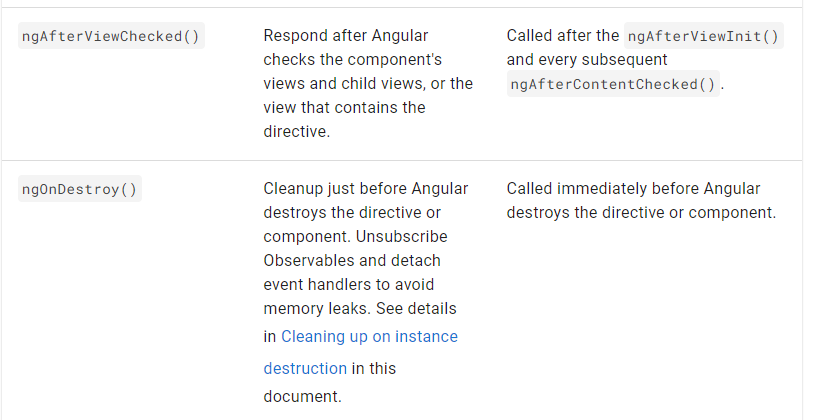 ngAfterViewChecked()
Respond after Angular
checks the component's
views and child views, or the
view that contains the
directive.
Called after the ngAfterViewInit()
and every subsequent
ngAfterContentChecked().
ngOnDestroy()
Cleanup just before Angular
destroys the directive or
component. Unsubscribe
Observables and detach
event handlers to avoid
memory leaks. See details
in Cleaning up on instance
destruction in this
document.
Called immediately before Angular
destroys the directive or component.